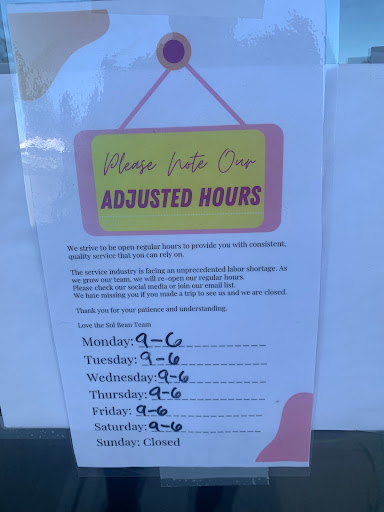 Please Note Our
ADJUSTED HOURS
We strive to be open regular hours to provide you with consistent,
quality service that you can rely on.
The service industry is facing an unprecedented labor shortage. As
we grow our team, we will re-open our regular hours.
Please check our social media or join our email list.
We hate missing you if you made a trip to see us and we are closed.
Thank you for your patience and understanding.
Love the Sol Bean Team
Monday: 9-6
Tuesday: 9-6
Wednesday: 9-6
Thursday: 9-6
Friday: 9-6
Saturday: 9-6
Sunday: Closed